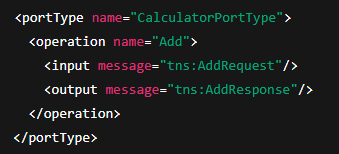 <portType name="CalculatorPortType">
  <operation name="Add">
    <input message="tns:AddRequest"/>
    <output message="tns:AddResponse"/>
  </operation>
</portType>